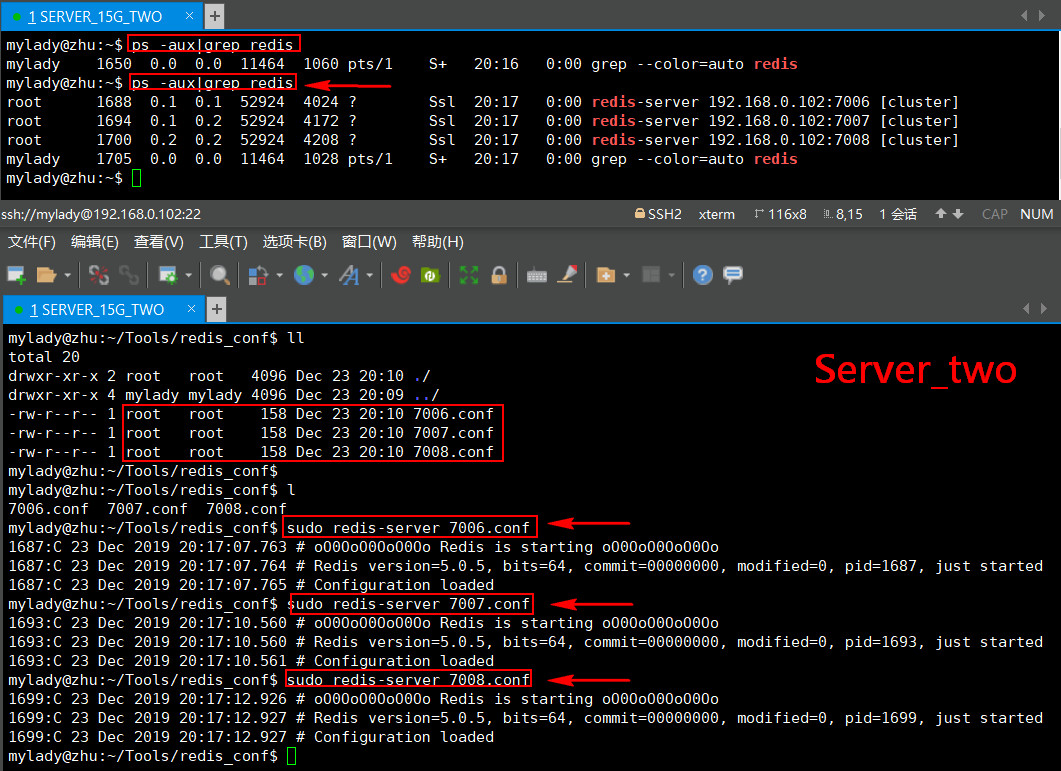 1 SERVER_15G_TWO × +
mylady@zhu:~$ ps -aux|grep redis
mylady 1650 0.0 0.0 11464 1060 pts/1 S+ 20:16 0:00 grep --color=auto redis
mylady@zhu:~$ ps -aux|grep redis
root 1688 0.1 0.1 52924 4024 ? Ssl 20:17 0:00 redis-server 192.168.0.102:7006 [cluster]
root 1694 0.1 0.2 52924 4172 ? Ssl 20:17 0:00 redis-server 192.168.0.102:7007 [cluster]
root 1700 0.2 0.2 52924 4208 ? Ssl 20:17 0:00 redis-server 192.168.0.102:7008 [cluster]
mylady 1705 0.0 0.0 11464 1028 pts/1 S+ 20:17 0:00 grep --color=auto redis
mylady@zhu:~$
ssh://mylady@192.168.0.102:22 SSH2 xterm 116x8 8,15 1 会话 CAP NUM
文件(F) 编辑(E) 查看(V) 工具(T) 选项卡(B) 窗口(W) 帮助(H)
1 SERVER_15G_TWO × +
mylady@zhu:~/Tools/redis_conf$ ll
total 20
drwxr-xr-x 2 root root 4096 Dec 23 20:10 ./
drwxr-xr-x 4 mylady mylady 4096 Dec 23 20:09 ../
Server_two
-rw-r--r-- 1 root root 158 Dec 23 20:10 7006.conf
-rw-r--r-- 1 root root 158 Dec 23 20:10 7007.conf
-rw-r--r-- 1 root root 158 Dec 23 20:10 7008.conf
mylady@zhu:~/Tools/redis_conf$
mylady@zhu:~/Tools/redis_conf$ l
7006.conf 7007.conf 7008.conf
mylady@zhu:~/Tools/redis_conf$ sudo redis-server 7006.conf
1687:C 23 Dec 2019 20:17:07.763 # oO0OoO0OoO0Oo Redis is starting oO0OoO0OoO0Oo
1687:C 23 Dec 2019 20:17:07.764 # Redis version=5.0.5, bits=64, commit=00000000, modified=0, pid=1687, just started
1687:C 23 Dec 2019 20:17:07.765 # Configuration loaded
mylady@zhu:~/Tools/redis_conf$ sudo redis-server 7007.conf
1693:C 23 Dec 2019 20:17:10.560 # oO0OoO0OoO0Oo Redis is starting oO0OoO0OoO0Oo
1693:C 23 Dec 2019 20:17:10.560 # Redis version=5.0.5, bits=64, commit=00000000, modified=0, pid=1693, just started
1693:C 23 Dec 2019 20:17:10.561 # Configuration loaded
mylady@zhu:~/Tools/redis_conf$ sudo redis-server 7008.conf
1699:C 23 Dec 2019 20:17:12.926 # oO0OoO0OoO0Oo Redis is starting oO0OoO0OoO0Oo
1699:C 23 Dec 2019 20:17:12.927 # Redis version=5.0.5, bits=64, commit=00000000, modified=0, pid=1699, just started
1699:C 23 Dec 2019 20:17:12.927 # Configuration loaded
mylady@zhu:~/Tools/redis_conf$